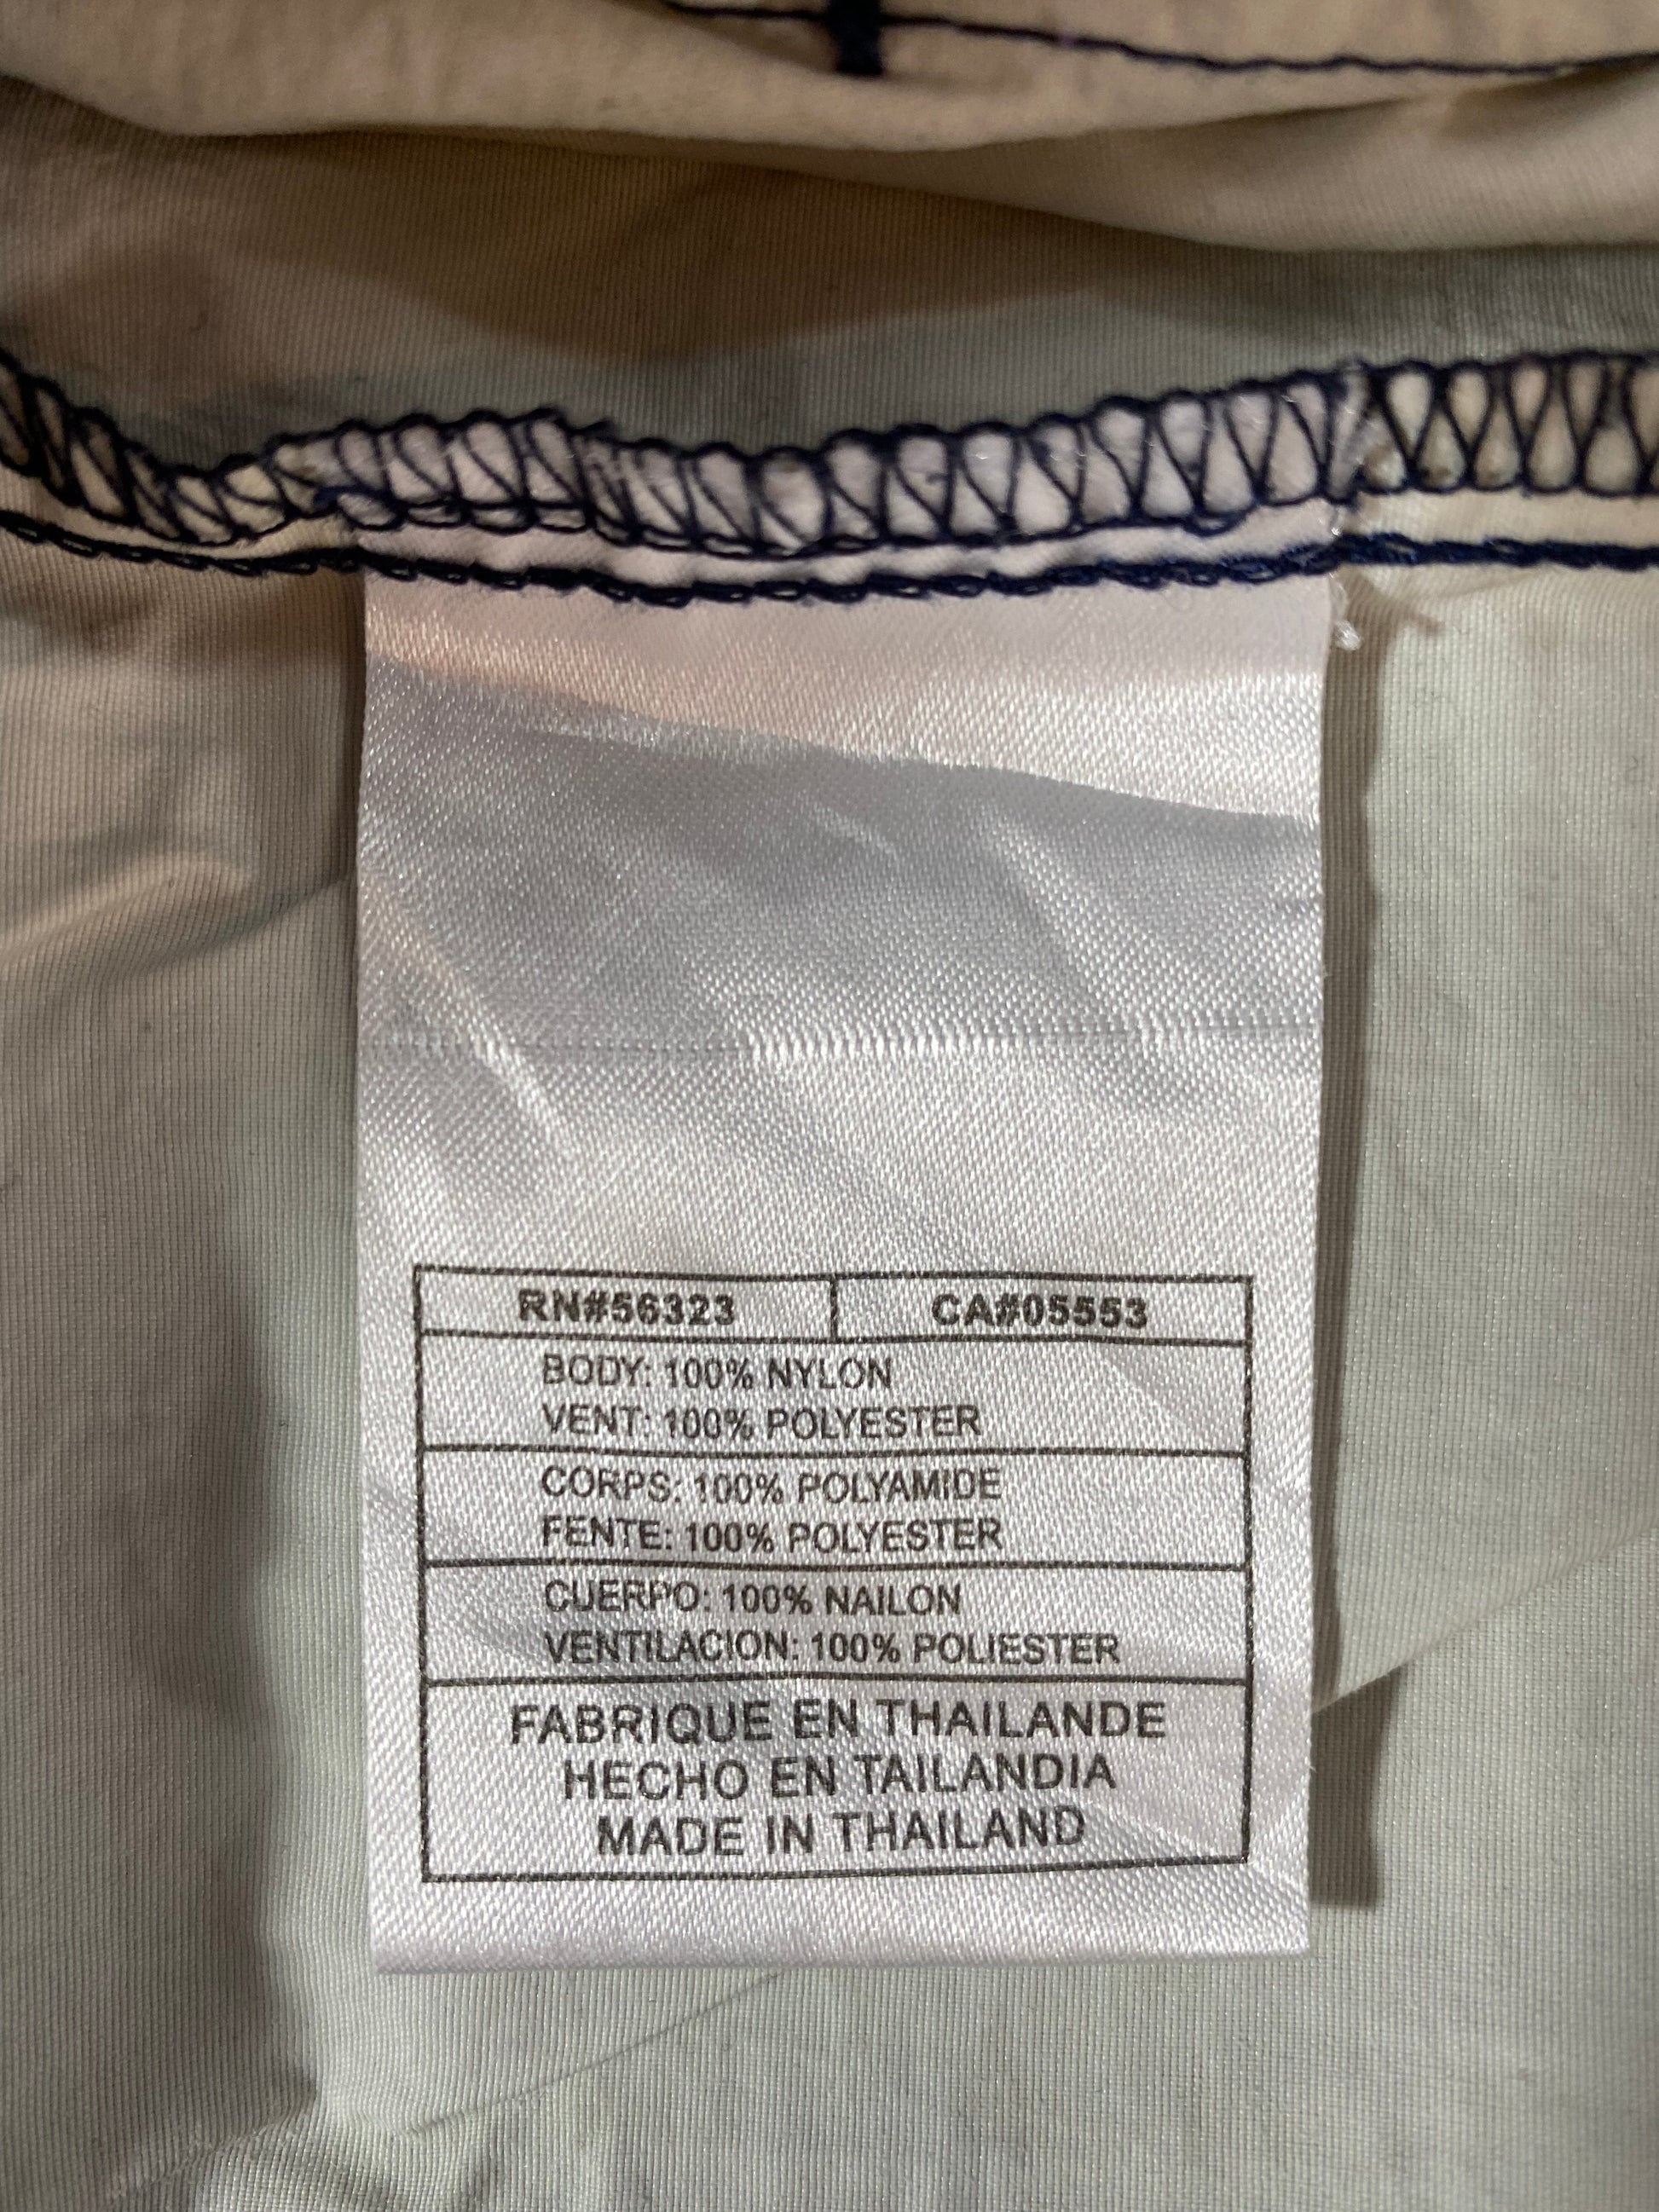 RN#56323 CA#05553
BODY: 100% NYLON
VENT: 100% POLYESTER
CORPS: 100% POLYAMIDE
FENTE: 100% POLYESTER
CUERPO: 100% NAILON
VENTILACION: 100% POLIESTER
FABRIQUE EN THAILANDE
HECHO EN TAILANDIA
MADE IN THAILAND